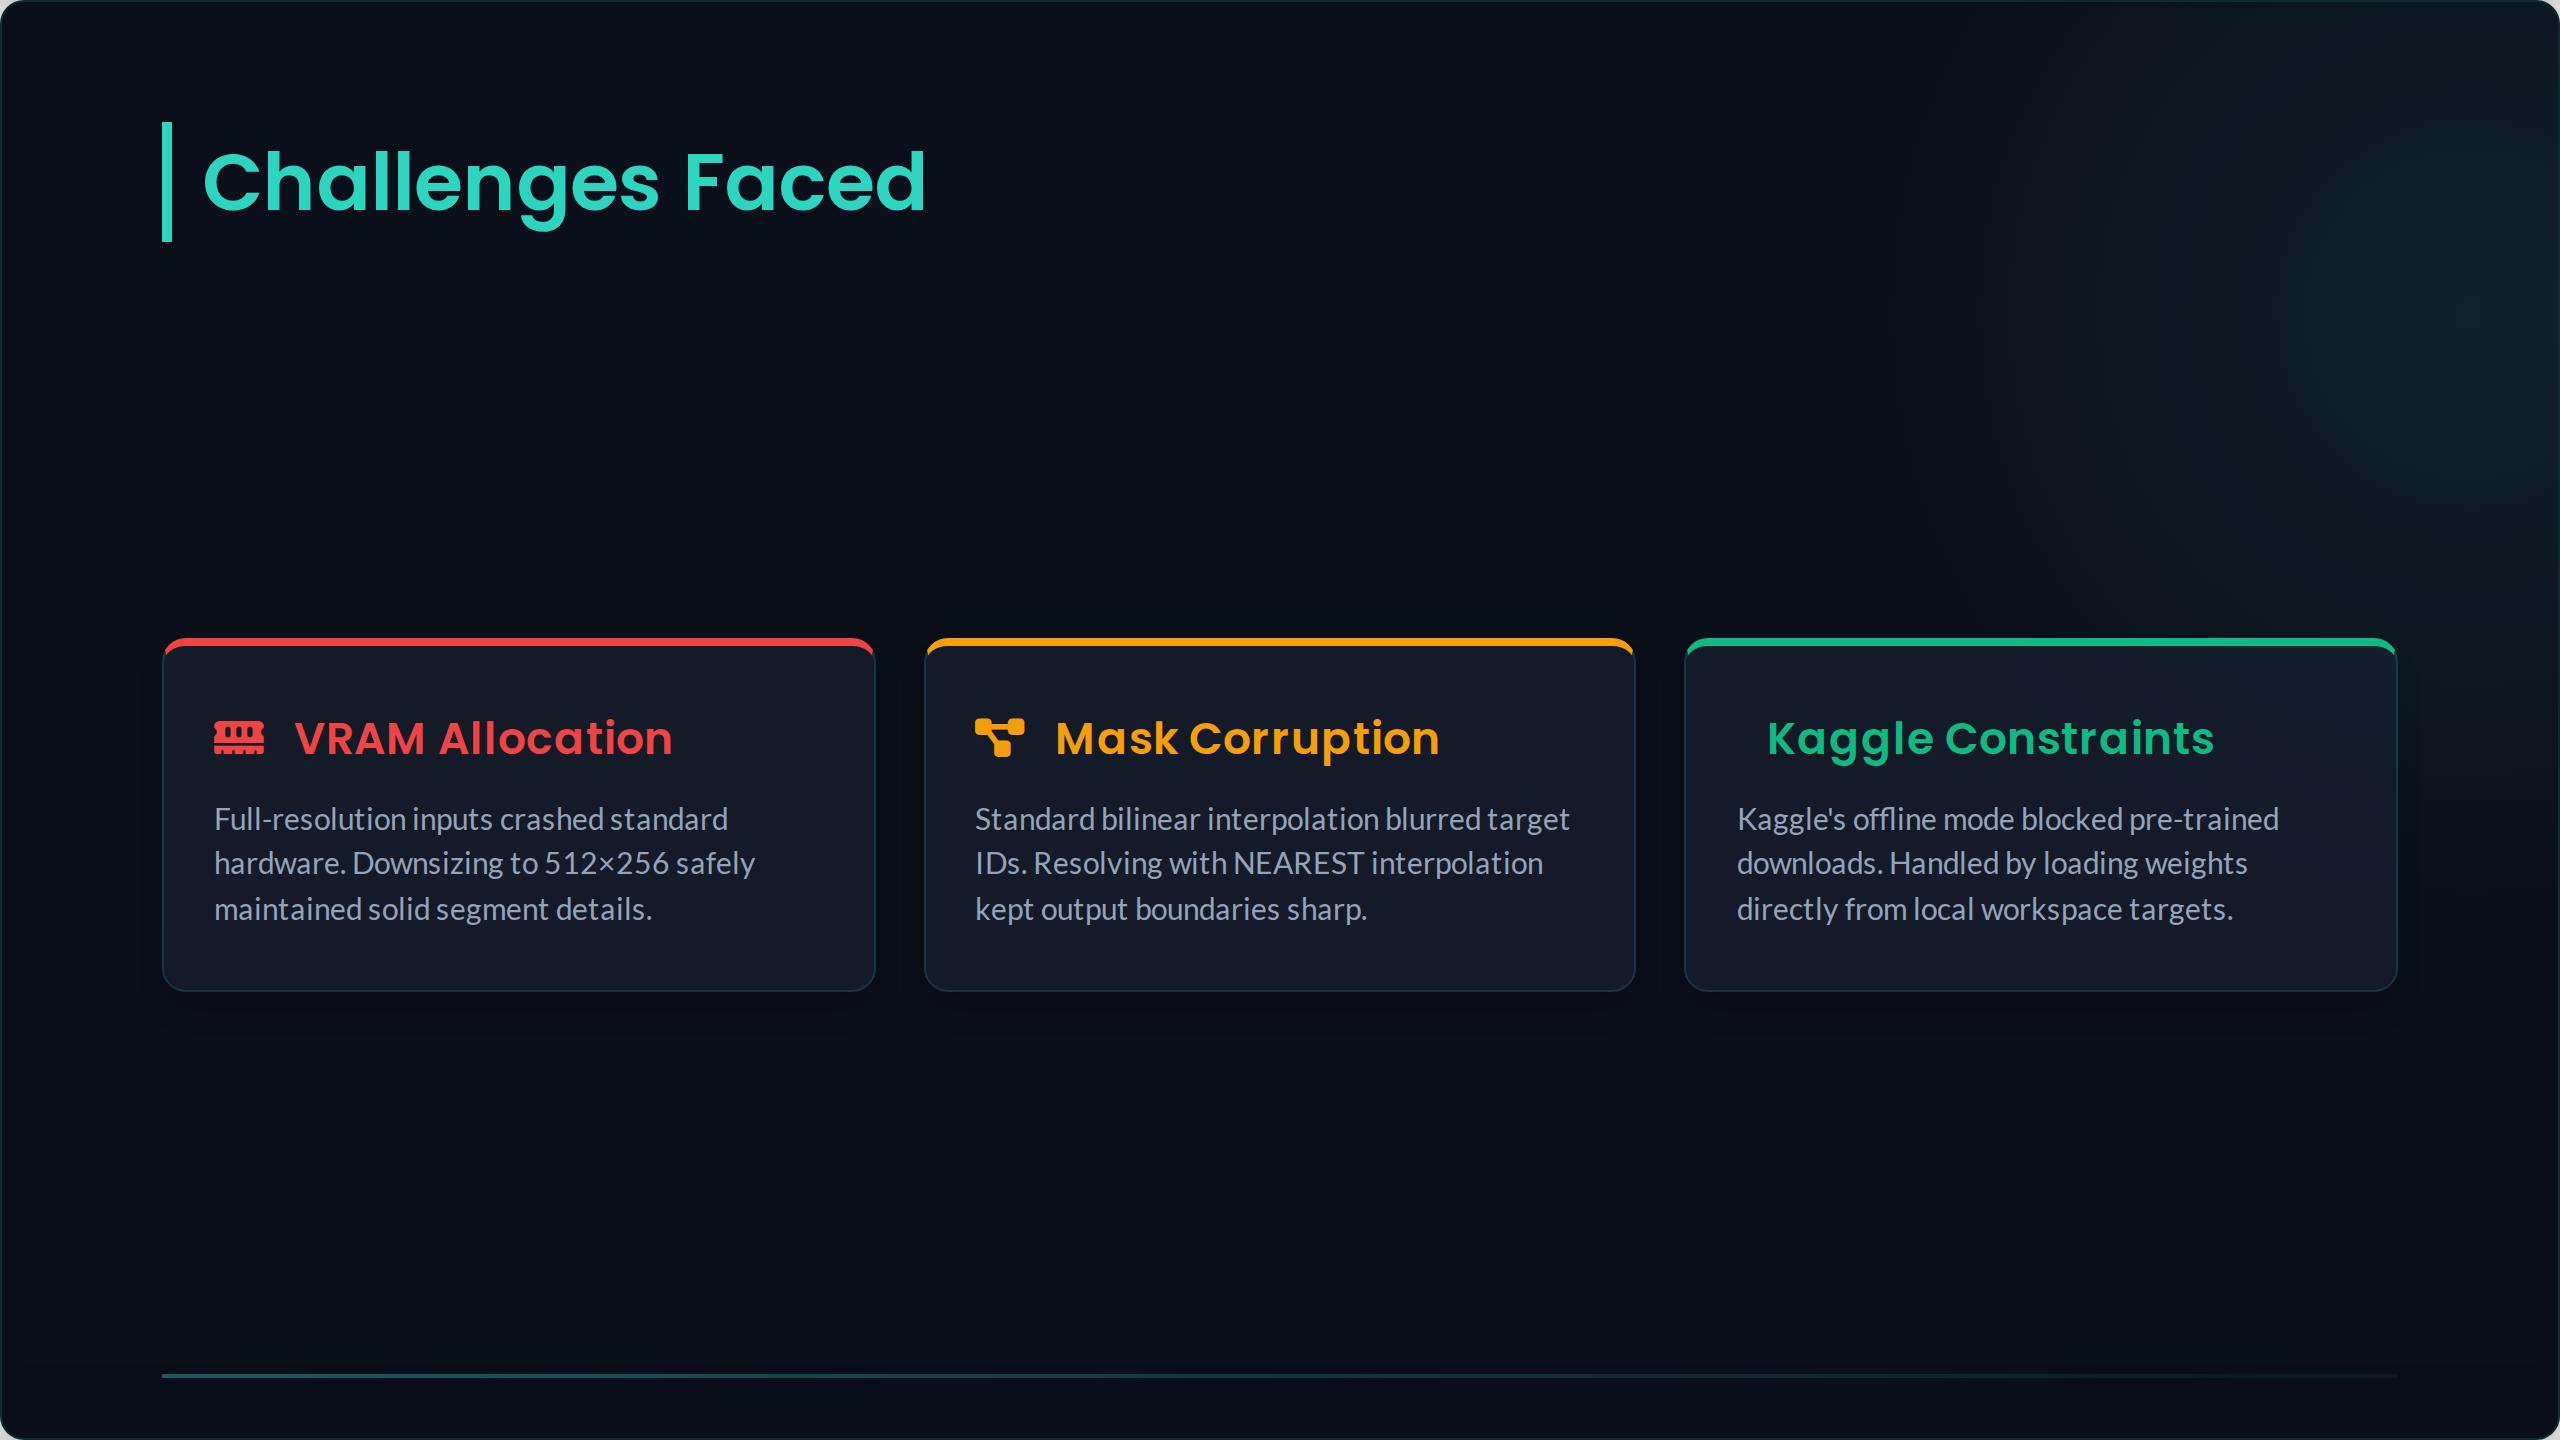 Challenges Faced
VRAM Allocation
Full-resolution inputs crashed standard
hardware. Downsizing to 512×256 safely
maintained solid segment details.
Mask Corruption
Standard bilinear interpolation blurred target
IDs. Resolving with NEAREST interpolation
kept output boundaries sharp.
Kaggle Constraints
Kaggle's offline mode blocked pre-trained
downloads. Handled by loading weights
directly from local workspace targets.